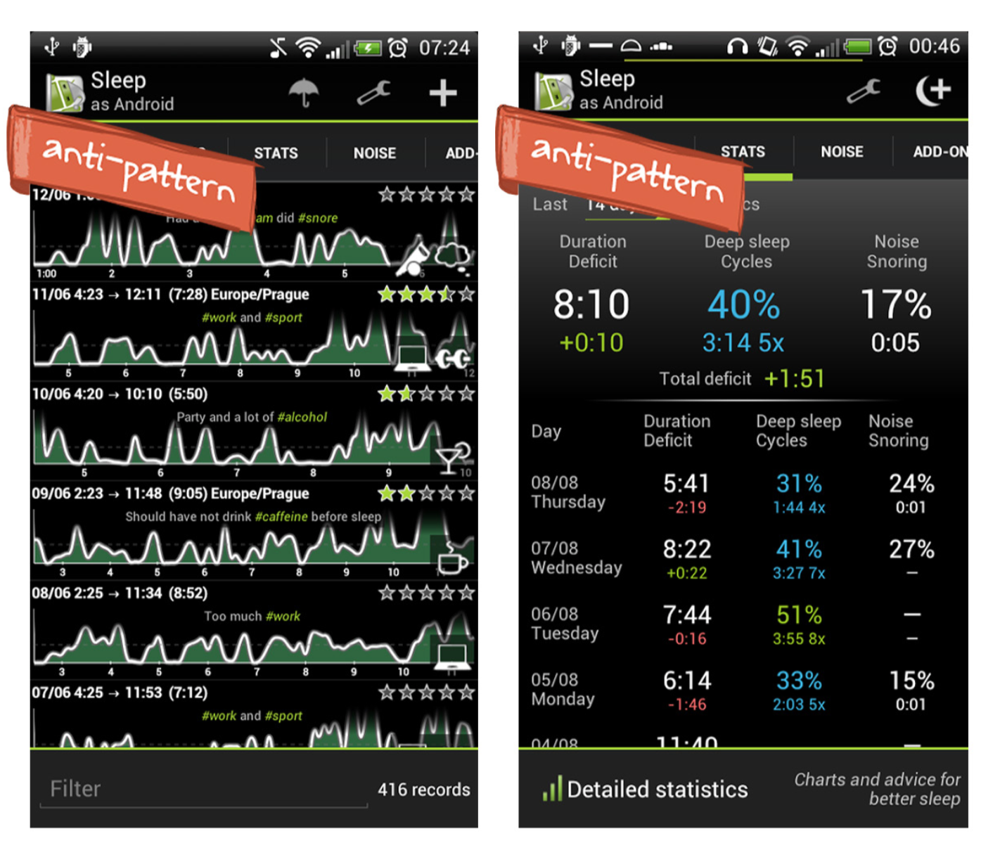 07:24
Sleep
as Android
anti-pattern
STATS
NOISE
ADD-
12/06
am did #snore
1:00 2 3 4 5 6
11/06 4:23 → 12:11 (7:28) Europe/Prague
#work and #sport
5 6 7 8 9 10 11 12
10/06 4:20 → 10:10 (5:50)
Party and a lot of #alcohol
5 6 7 8 9 10
09/06 2:23 → 11:48 (9:05) Europe/Prague
Should have not drink #caffeine before sleep
3 4 5 6 7 8 9 10
08/06 2:25 → 11:34 (8:52)
Too much #work
3 4 5 6 7 8 9 10 11
07/06 4:25 → 11:53 (7:12)
#work and #sport
Filter
416 records
00:46
Sleep
as Android
anti-pattern
STATS
NOISE
ADD-ON
Last 14
Duration Deficit
Deep sleep Cycles
Noise Snoring
8:10 40% 17%
+0:10 3:14 5x 0:05
Total deficit +1:51
Day
Duration Deficit
Deep sleep Cycles
Noise Snoring
08/08 5:41 31% 24%
Thursday -2:19 1:44 4x 0:01
07/08 8:22 41% 27%
Wednesday +0:22 3:27 7x –
06/08 7:44 51% –
Tuesday -0:16 3:55 8x –
05/08 6:14 33% 15%
Monday -1:46 2:03 5x 0:01
04/08 11:40 –
Detailed statistics
Charts and advice for
better sleep